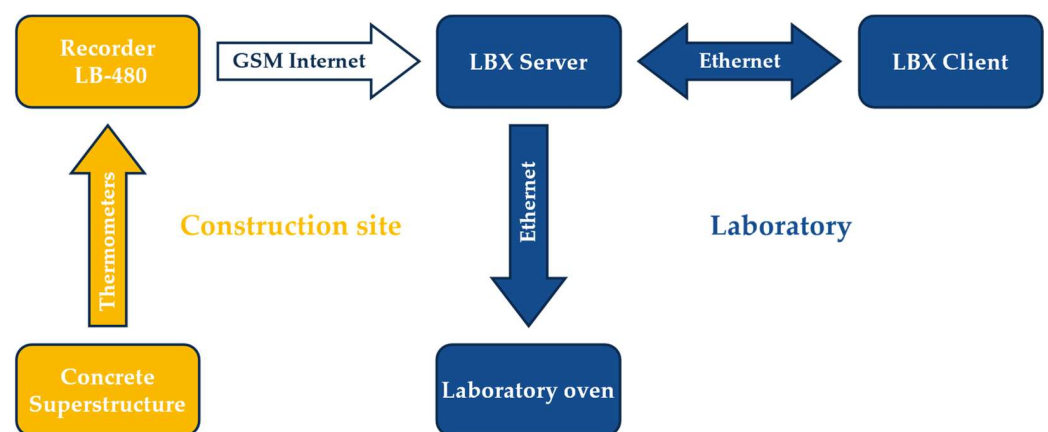 Recorder
LB-480
GSM Internet
LBX Server
Ethernet
LBX Client
Thermometers
Construction site
Ethernet
Laboratory
Concrete
Superstructure
Laboratory oven